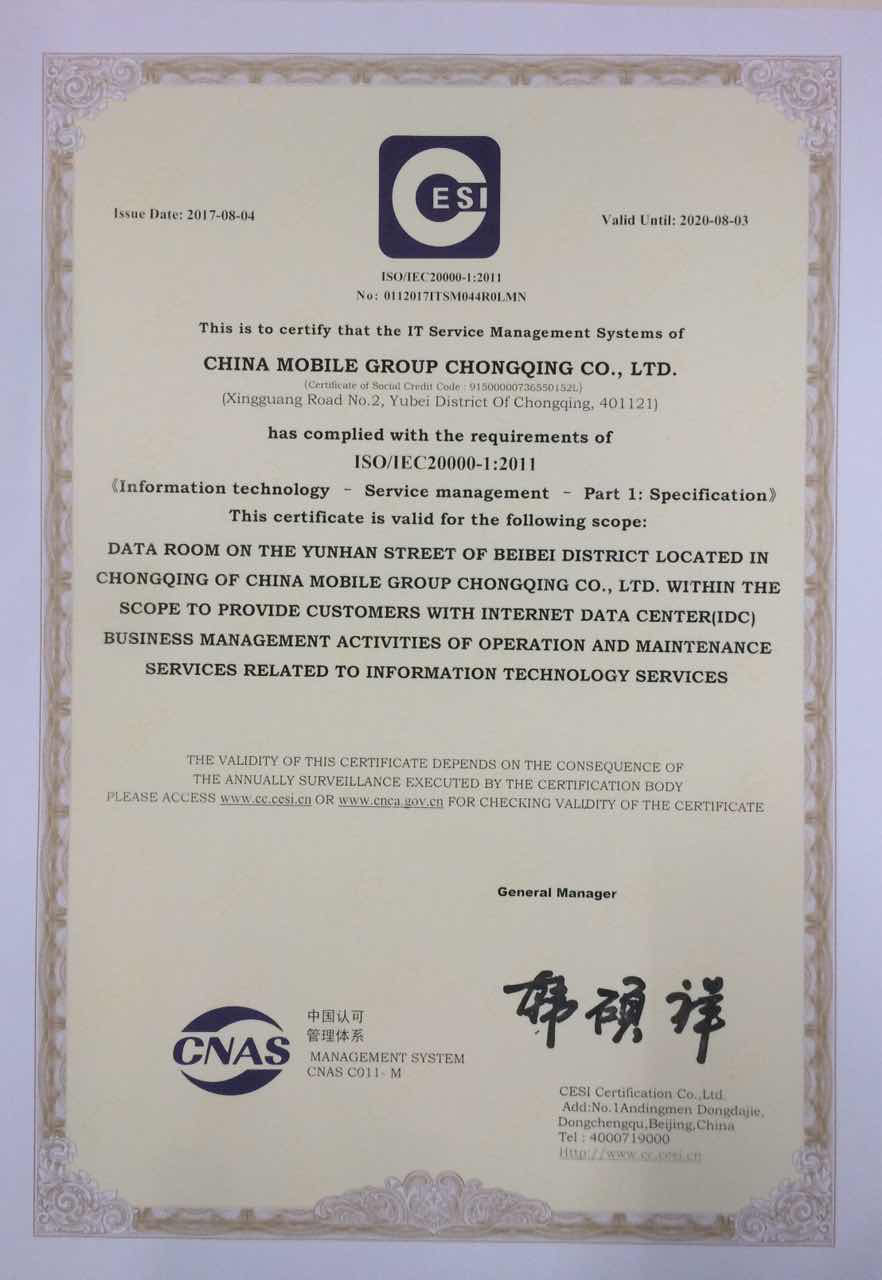 CESI
Issue Date: 2017-08-04
Valid Until: 2020-08-03
ISO/IEC20000-1:2011
No: 0112017ITSM044R0LMN
This is to certify that the IT Service Management Systems of
CHINA MOBILE GROUP CHONGQING CO., LTD.
(Certificate of Social Credit Code : 91500000736550152L)
(Xingguang Road No.2, Yubei District Of Chongqing, 401121)
has complied with the requirements of
ISO/IEC20000-1:2011
《Information technology - Service management - Part 1: Specification》
This certificate is valid for the following scope:
DATA ROOM ON THE YUNHAN STREET OF BEIBEI DISTRICT LOCATED IN
CHONGQING OF CHINA MOBILE GROUP CHONGQING CO., LTD. WITHIN THE
SCOPE TO PROVIDE CUSTOMERS WITH INTERNET DATA CENTER(IDC)
BUSINESS MANAGEMENT ACTIVITIES OF OPERATION AND MAINTENANCE
SERVICES RELATED TO INFORMATION TECHNOLOGY SERVICES
THE VALIDITY OF THIS CERTIFICATE DEPENDS ON THE CONSEQUENCE OF
THE ANNUALLY SURVEILLANCE EXECUTED BY THE CERTIFICATION BODY
PLEASE ACCESS www.cc.cesi.cn OR www.cnca.gov.cn FOR CHECKING VALIDITY OF THE CERTIFICATE
General Manager
韩硕祥
CNAS
中国认可
管理体系
MANAGEMENT SYSTEM
CNAS C011- M
CESI Certification Co.,Ltd.
Add:No.1Andingmen Dongdajie,
Dongchengqu,Beijing,China
Tel : 4000719000
Http://www.cc.cesi.cn